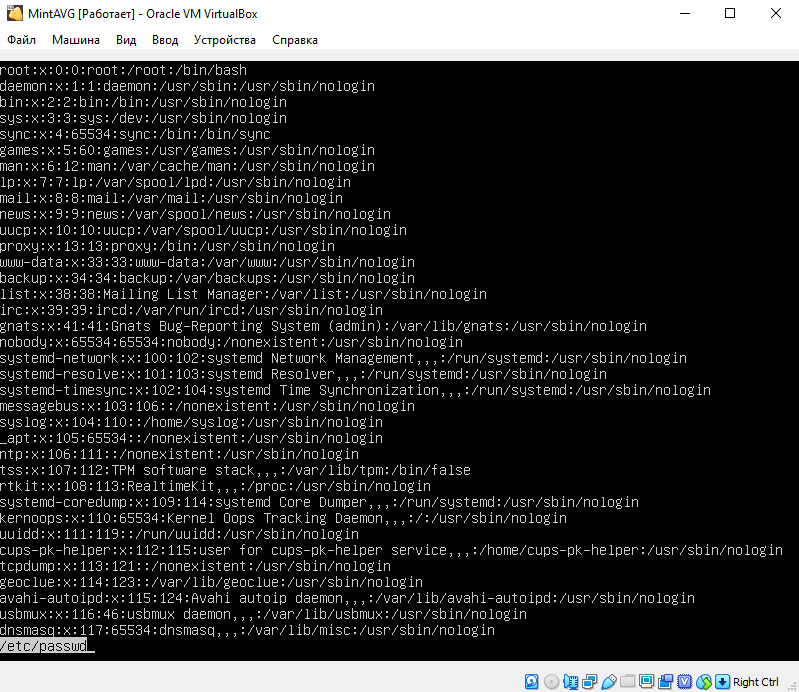 MintAVG [Работает] - Oracle VM VirtualBox
Файл Машина Вид Ввод Устройства Справка
root:x:0:0:root:/root:/bin/bash
daemon:x:1:1:daemon:/usr/sbin:/usr/sbin/nologin
bin:x:2:2:bin:/bin:/usr/sbin/nologin
sys:x:3:3:sys:/dev:/usr/sbin/nologin
sync:x:4:65534:sync:/bin:/bin/sync
games:x:5:60:games:/usr/games:/usr/sbin/nologin
man:x:6:12:man:/var/cache/man:/usr/sbin/nologin
lp:x:7:7:lp:/var/spool/lpd:/usr/sbin/nologin
mail:x:8:8:mail:/var/mail:/usr/sbin/nologin
news:x:9:9:news:/var/spool/news:/usr/sbin/nologin
uucp:x:10:10:uucp:/var/spool/uucp:/usr/sbin/nologin
proxy:x:13:13:proxy:/bin:/usr/sbin/nologin
www-data:x:33:33:www-data:/var/www:/usr/sbin/nologin
backup:x:34:34:backup:/var/backups:/usr/sbin/nologin
list:x:38:38:Mailing List Manager:/var/list:/usr/sbin/nologin
irc:x:39:39:ircd:/var/run/ircd:/usr/sbin/nologin
gnats:x:41:41:Gnats Bug-Reporting System (admin):/var/lib/gnats:/usr/sbin/nologin
nobody:x:65534:65534:nobody:/nonexistent:/usr/sbin/nologin
systemd-network:x:100:102:systemd Network Management,,,:/run/systemd:/usr/sbin/nologin
systemd-resolve:x:101:103:systemd Resolver,,,:/run/systemd:/usr/sbin/nologin
systemd-timesync:x:102:104:systemd Time Synchronization,,,:/run/systemd:/usr/sbin/nologin
messagebus:x:103:106::/nonexistent:/usr/sbin/nologin
syslog:x:104:110::/home/syslog:/usr/sbin/nologin
_apt:x:105:65534::/nonexistent:/usr/sbin/nologin
ntp:x:106:111::/nonexistent:/usr/sbin/nologin
tss:x:107:112:TPM software stack,,,:/var/lib/tpm:/bin/false
rtkit:x:108:113:RealtimeKit,,,:/proc:/usr/sbin/nologin
systemd-coredump:x:109:114:systemd Core Dumper,,,:/run/systemd:/usr/sbin/nologin
kernoops:x:110:65534:Kernel Oops Tracking Daemon,,,:/:/usr/sbin/nologin
uuidd:x:111:119::/run/uuidd:/usr/sbin/nologin
cups-pk-helper:x:112:115:user for cups-pk-helper service,,,:/home/cups-pk-helper:/usr/sbin/nologin
tcpdump:x:113:121::/nonexistent:/usr/sbin/nologin
geoclue:x:114:123::/var/lib/geoclue:/usr/sbin/nologin
avahi-autoipd:x:115:124:Avahi autoip daemon,,,:/var/lib/avahi-autoipd:/usr/sbin/nologin
usbmux:x:116:46:usbmux daemon,,,:/var/lib/usbmux:/usr/sbin/nologin
dnsmasq:x:117:65534:dnsmasq,,,:/var/lib/misc:/usr/sbin/nologin
/etc/passwd
Right Ctrl